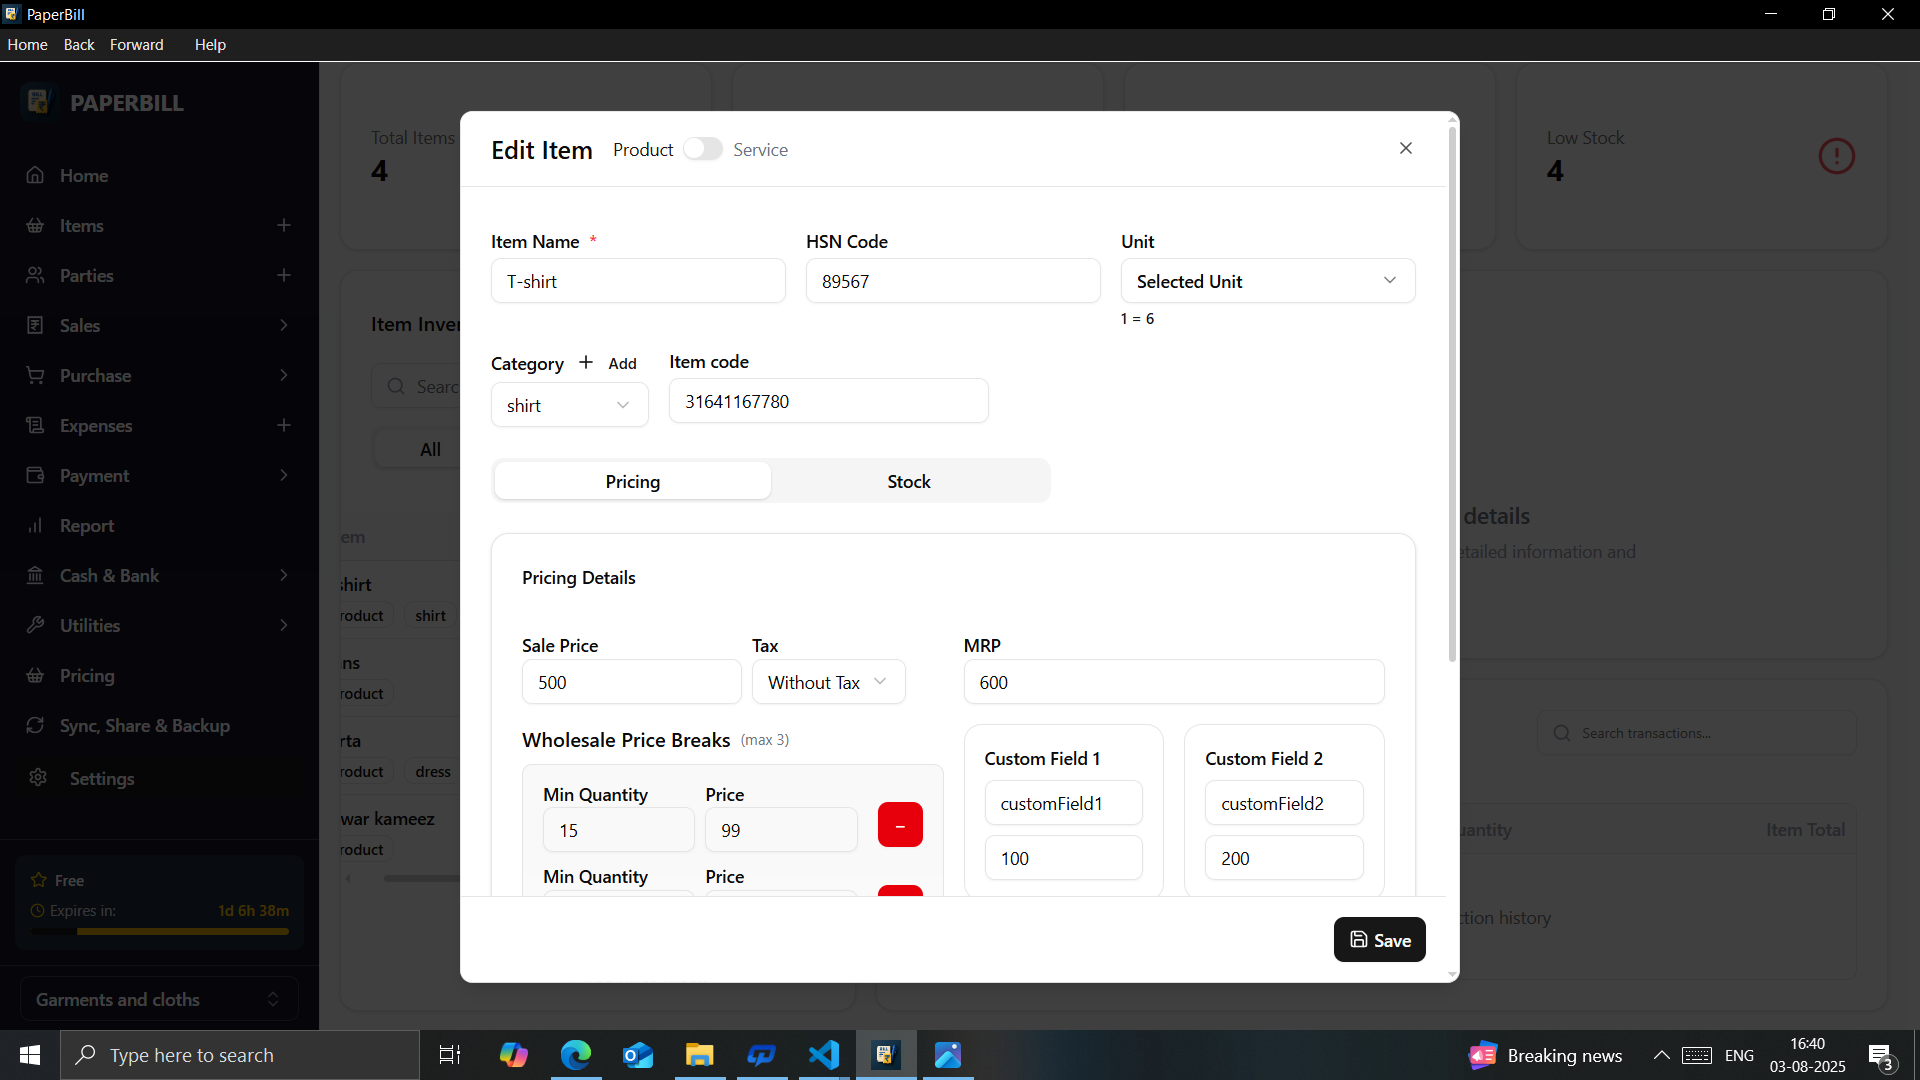 PaperBill
Home Back Forward Help
PAPERBILL
Home
Items
Parties
Sales
Purchase
Expenses
Payment
Report
Cash & Bank
Utilities
Pricing
Sync, Share & Backup
Settings
Free
Expires in: 1d 6h 38m
Garments and cloths
Total Items
4
Low Stock
4
Item Inver
Searc
All
em
shirt
roduct shirt
ns
roduct
rta
roduct dress
war kameez
roduct
details
etailed information and
Search transactions...
uantity Item Total
ction history
Edit Item Product Service
Item Name * HSN Code Unit
T-shirt 89567 Selected Unit
1 = 6
Category + Add Item code
shirt 31641167780
Pricing Stock
Pricing Details
Sale Price Tax MRP
500 Without Tax 600
Wholesale Price Breaks (max 3)
Min Quantity Price
15 99
Min Quantity Price
Custom Field 1
customField1
100
Custom Field 2
customField2
200
Save
Type here to search
Breaking news
ENG
16:40
03-08-2025
3